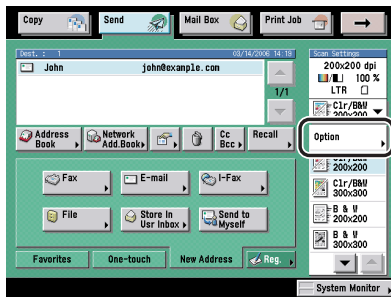 Copy
Send
Mail Box
Print Job
Dest. : 1
03/14/2006 14:19
John
john@example.com
1/1
Address Book
Network Add.Book
Cc Bcc
Recall
Fax
E-mail
I-Fax
File
Store In Usr Inbox
Send to Myself
Favorites
One-touch
New Address
Reg.
Scan Settings
200x200 dpi
100 %
LTR
Clr/B&W
Option
200x200
Clr/B&W
300x300
B & W
200x200
B & W
300x300
System Monitor